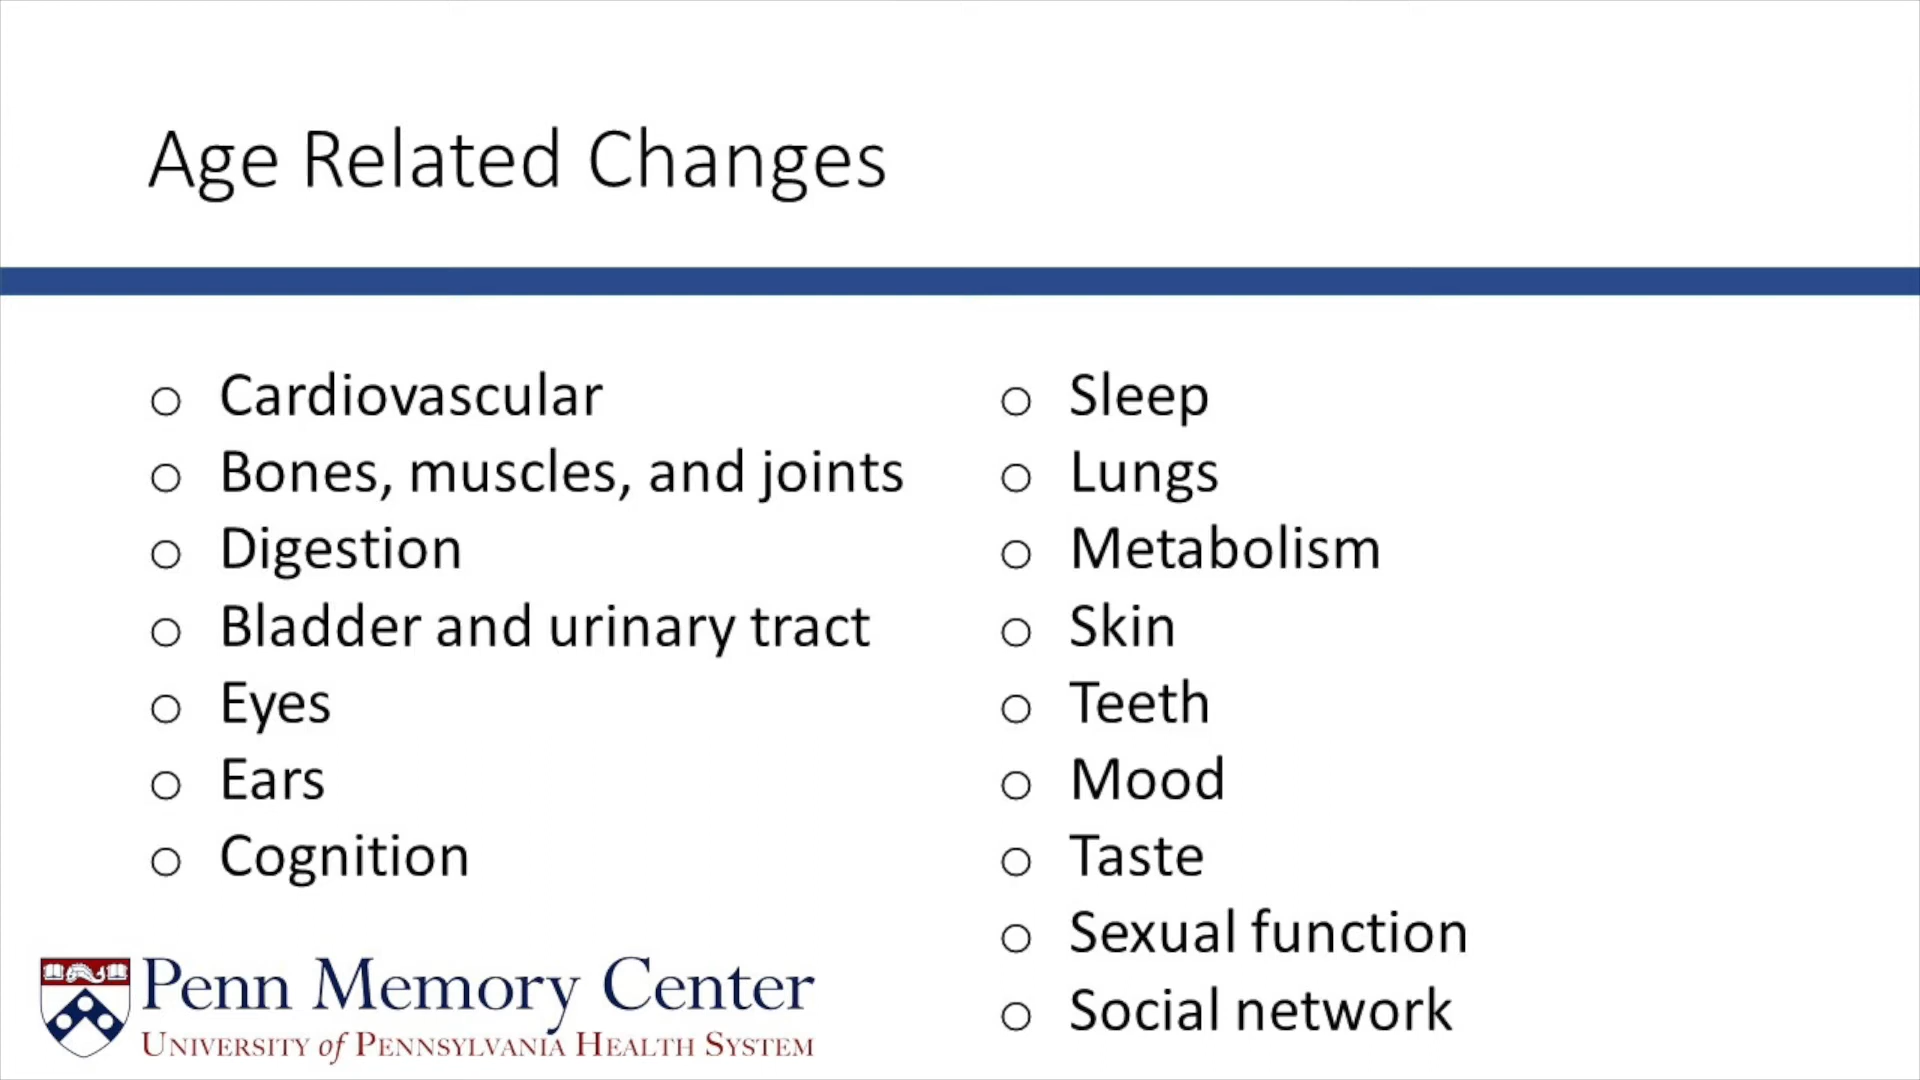 Age Related Changes
○ Cardiovascular
○ Bones, muscles, and joints
○ Digestion
○ Bladder and urinary tract
○ Eyes
○ Ears
○ Cognition
○ Sleep
○ Lungs
○ Metabolism
○ Skin
○ Teeth
○ Mood
○ Taste
○ Sexual function
○ Social network
Penn Memory Center
University of Pennsylvania Health System